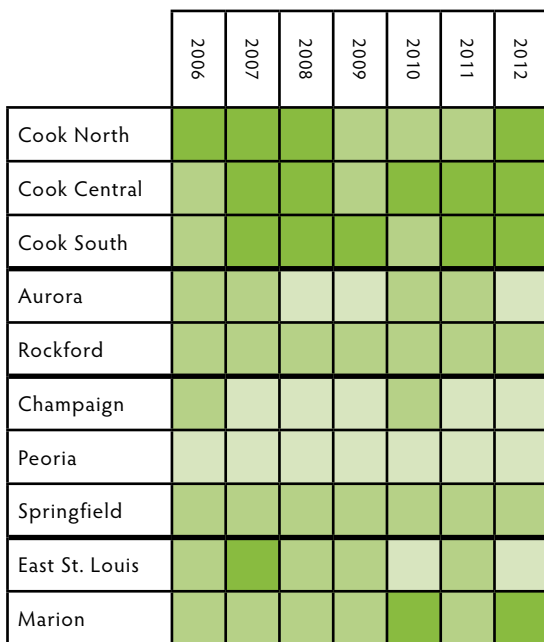 2006
2007
2008
2009
2010
2011
2012
Cook North
Cook Central
Cook South
Aurora
Rockford
Champaign
Peoria
Springfield
East St. Louis
Marion